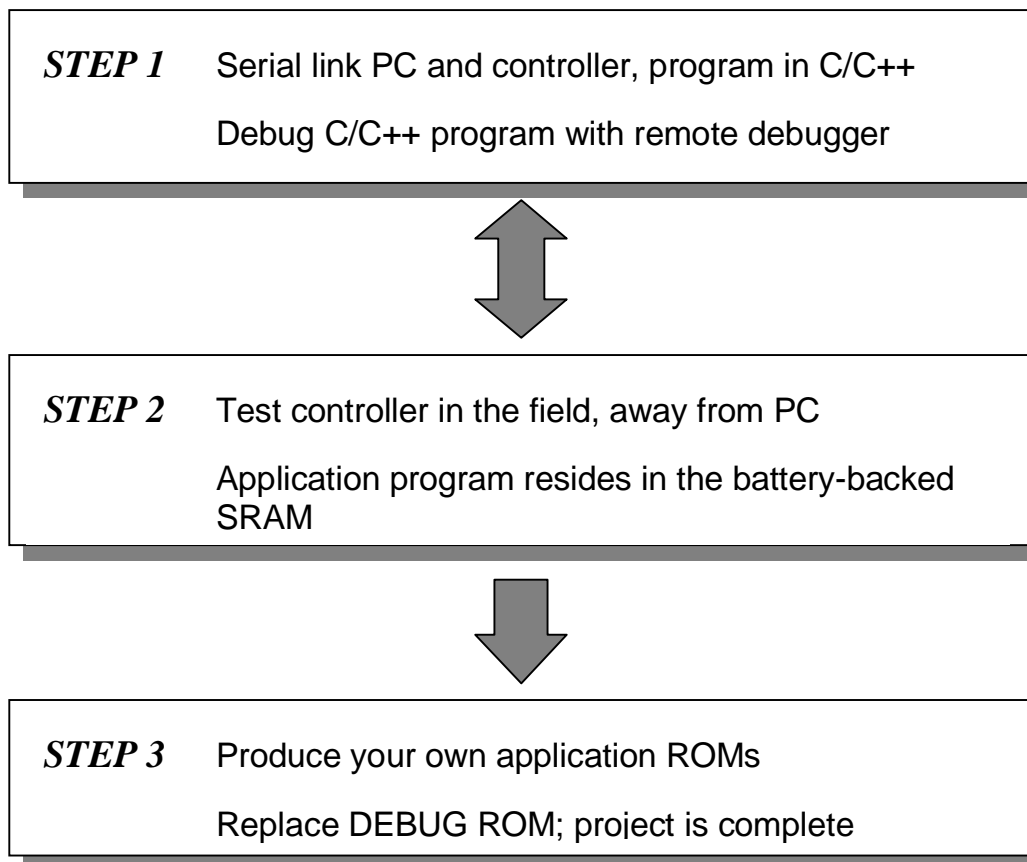 STEP 1 Serial link PC and controller, program in C/C++
Debug C/C++ program with remote debugger
STEP 2 Test controller in the field, away from PC
Application program resides in the battery-backed
SRAM
STEP 3 Produce your own application ROMs
Replace DEBUG ROM; project is complete